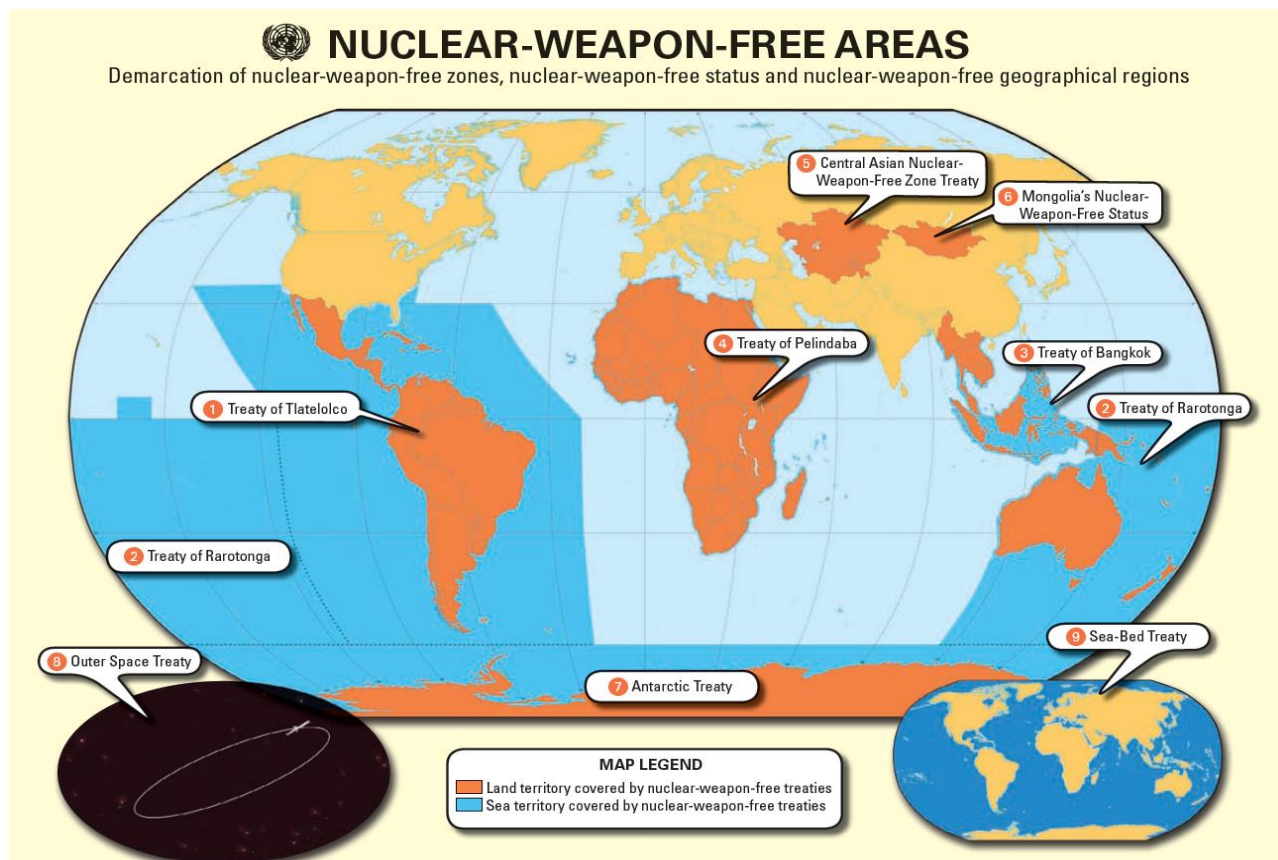 NUCLEAR-WEAPON-FREE AREAS
Demarcation of nuclear-weapon-free zones, nuclear-weapon-free status and nuclear-weapon-free geographical regions
5 Central Asian Nuclear-
Weapon-Free Zone Treaty
6 Mongolia's Nuclear-
Weapon-Free Status
4 Treaty of Pelindaba
3 Treaty of Bangkok
1 Treaty of Tlatelolco
2 Treaty of Rarotonga
2 Treaty of Rarotonga
9 Sea-Bed Treaty
8 Outer Space Treaty
7 Antarctic Treaty
MAP LEGEND
Land territory covered by nuclear-weapon-free treaties
Sea territory covered by nuclear-weapon-free treaties